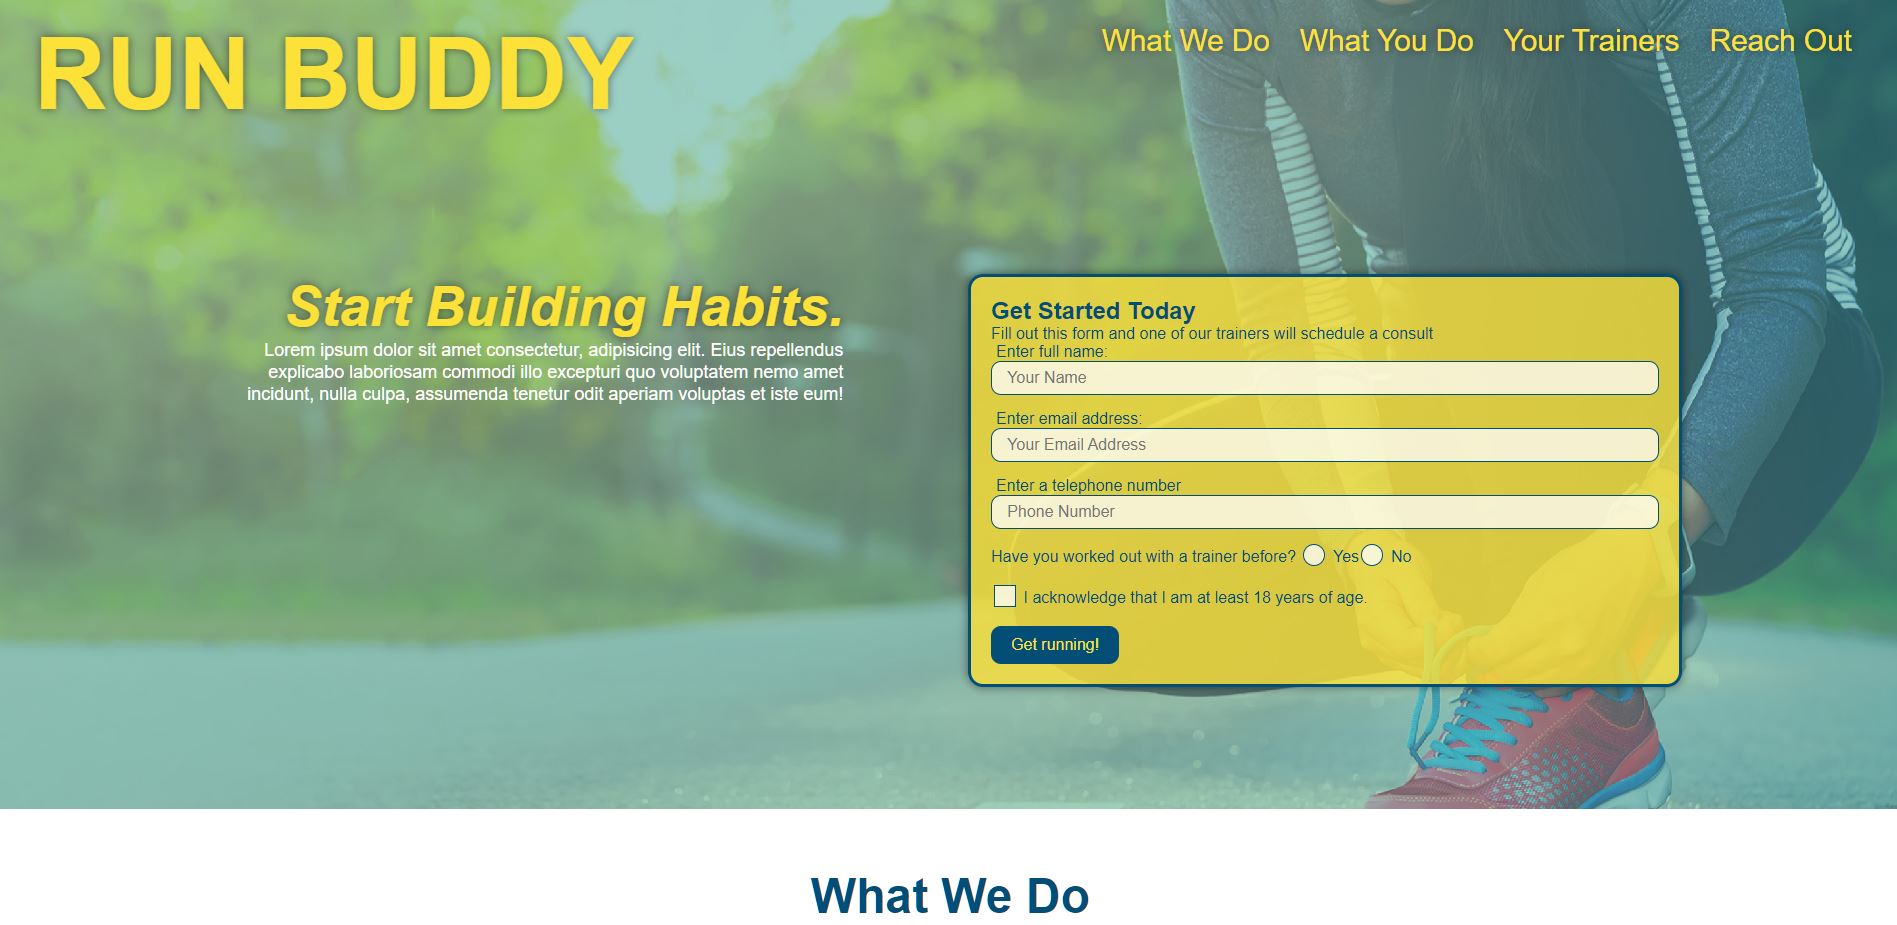 RUN BUDDY
What We Do What You Do Your Trainers Reach Out
Start Building Habits.
Lorem ipsum dolor sit amet consectetur, adipisicing elit. Eius repellendus
explicabo laboriosam commodi illo excepturi quo voluptatem nemo amet
incidunt, nulla culpa, assumenda tenetur odit aperiam voluptas et iste eum!
Get Started Today
Fill out this form and one of our trainers will schedule a consult
Enter full name:
Your Name
Enter email address:
Your Email Address
Enter a telephone number
Phone Number
Have you worked out with a trainer before? Yes No
I acknowledge that I am at least 18 years of age.
Get running!
What We Do